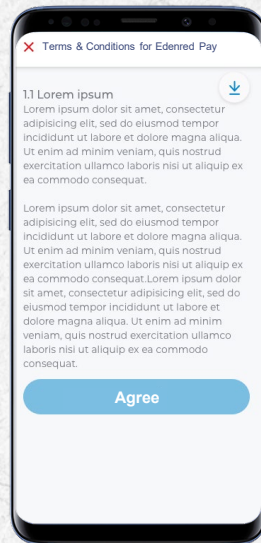 Terms & Conditions for Edenred Pay
1.1 Lorem ipsum
Lorem ipsum dolor sit amet, consectetur
adipisicing elit, sed do eiusmod tempor
incididunt ut labore et dolore magna aliqua.
Ut enim ad minim veniam, quis nostrud
exercitation ullamco laboris nisi ut aliquip ex
ea commodo consequat.
Lorem ipsum dolor sit amet, consectetur
adipisicing elit, sed do eiusmod tempor
incididunt ut labore et dolore magna aliqua.
Ut enim ad minim veniam, quis nostrud
exercitation ullamco laboris nisi ut aliquip ex
ea commodo consequat.Lorem ipsum dolor
sit amet, consectetur adipisicing elit, sed do
eiusmod tempor incididunt ut labore et
dolore magna aliqua. Ut enim ad minim
veniam, quis nostrud exercitation ullamco
laboris nisi ut aliquip ex ea commodo
consequat.
Agree